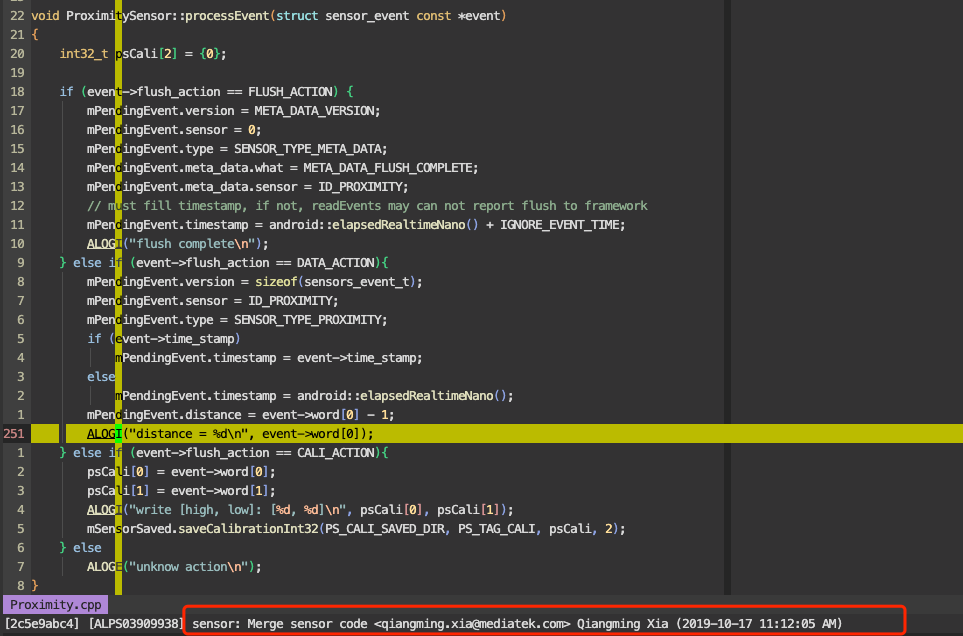 22 void ProximitySensor::processEvent(struct sensor_event const *event)
21 {
20     int32_t psCali[2] = {0};
19
18     if (event->flush_action == FLUSH_ACTION) {
17         mPendingEvent.version = META_DATA_VERSION;
16         mPendingEvent.sensor = 0;
15         mPendingEvent.type = SENSOR_TYPE_META_DATA;
14         mPendingEvent.meta_data.what = META_DATA_FLUSH_COMPLETE;
13         mPendingEvent.meta_data.sensor = ID_PROXIMITY;
12         // must fill timestamp, if not, readEvents may can not report flush to framework
11         mPendingEvent.timestamp = android::elapsedRealtimeNano() + IGNORE_EVENT_TIME;
10         ALOGI("flush complete\n");
9     } else if (event->flush_action == DATA_ACTION){
8         mPendingEvent.version = sizeof(sensors_event_t);
7         mPendingEvent.sensor = ID_PROXIMITY;
6         mPendingEvent.type = SENSOR_TYPE_PROXIMITY;
5         if (event->time_stamp)
4             mPendingEvent.timestamp = event->time_stamp;
3         else
2             mPendingEvent.timestamp = android::elapsedRealtimeNano();
1         mPendingEvent.distance = event->word[0] - 1;
251         ALOGI("distance = %d\n", event->word[0]);
1     } else if (event->flush_action == CALI_ACTION){
2         psCali[0] = event->word[0];
3         psCali[1] = event->word[1];
4         ALOGI("write [high, low]: [%d, %d]\n", psCali[0], psCali[1]);
5         mSensorSaved.saveCalibrationInt32(PS_CALI_SAVED_DIR, PS_TAG_CALI, psCali, 2);
6     } else
7         ALOGE("unknow action\n");
8 }
Proximity.cpp
[2c5e9abc4] [ALPS03909938] sensor: Merge sensor code <qiangming.xia@mediatek.com> Qiangming Xia (2019-10-17 11:12:05 AM)